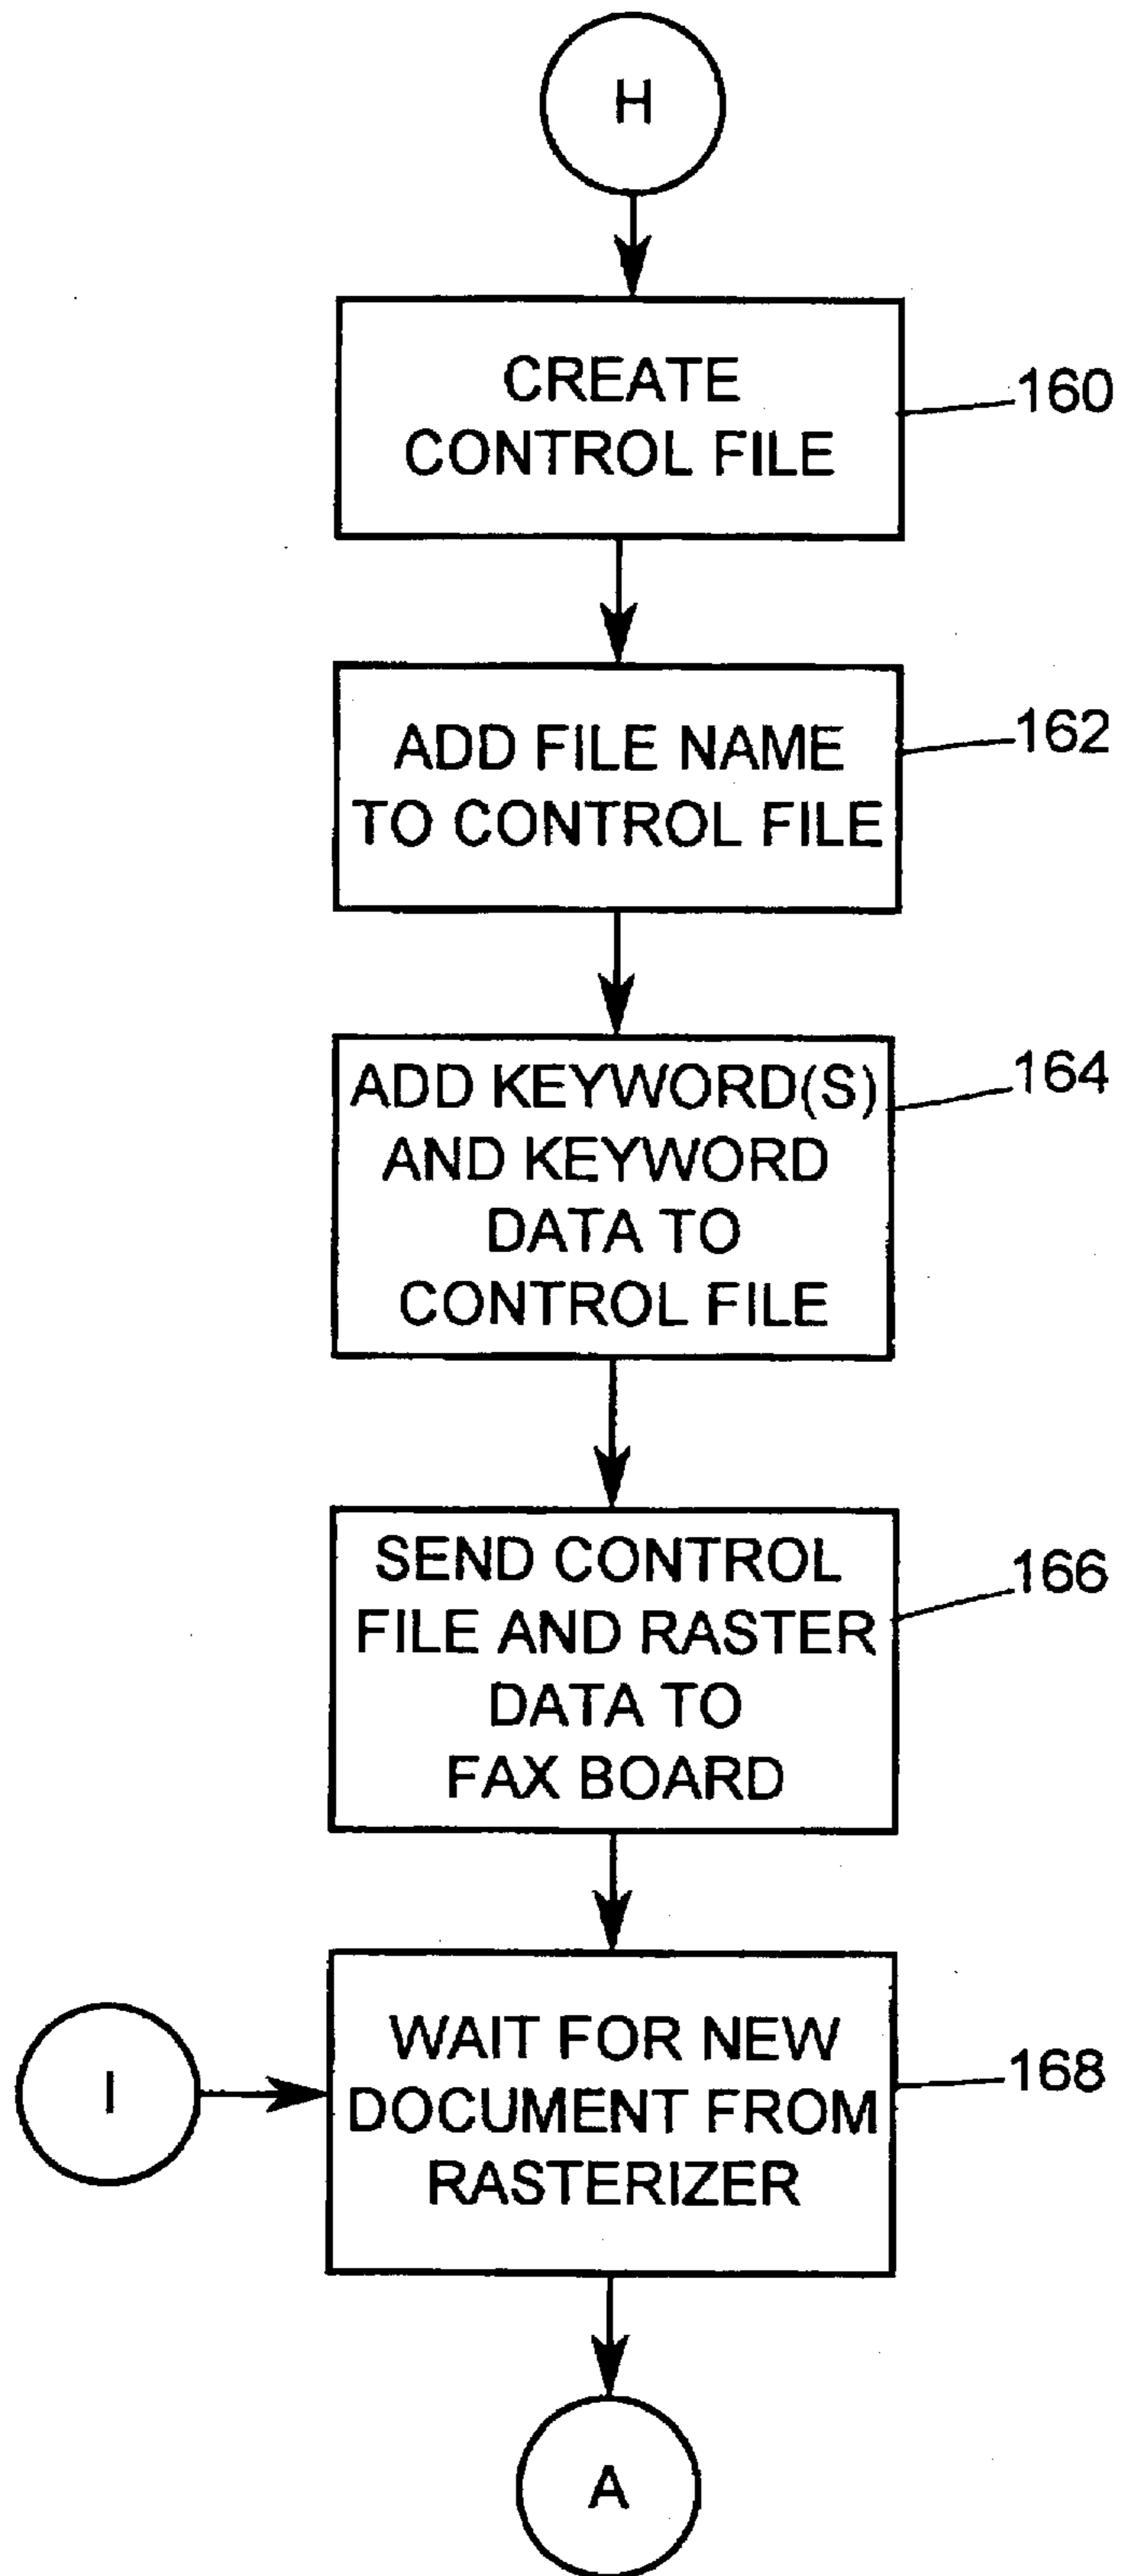 H
CREATE
CONTROL FILE
160
ADD FILE NAME
TO CONTROL FILE
162
ADD KEYWORD(S)
AND KEYWORD
DATA TO
CONTROL FILE
164
SEND CONTROL
FILE AND RASTER
DATA TO
FAX BOARD
166
I
WAIT FOR NEW
DOCUMENT FROM
RASTERIZER
168
A